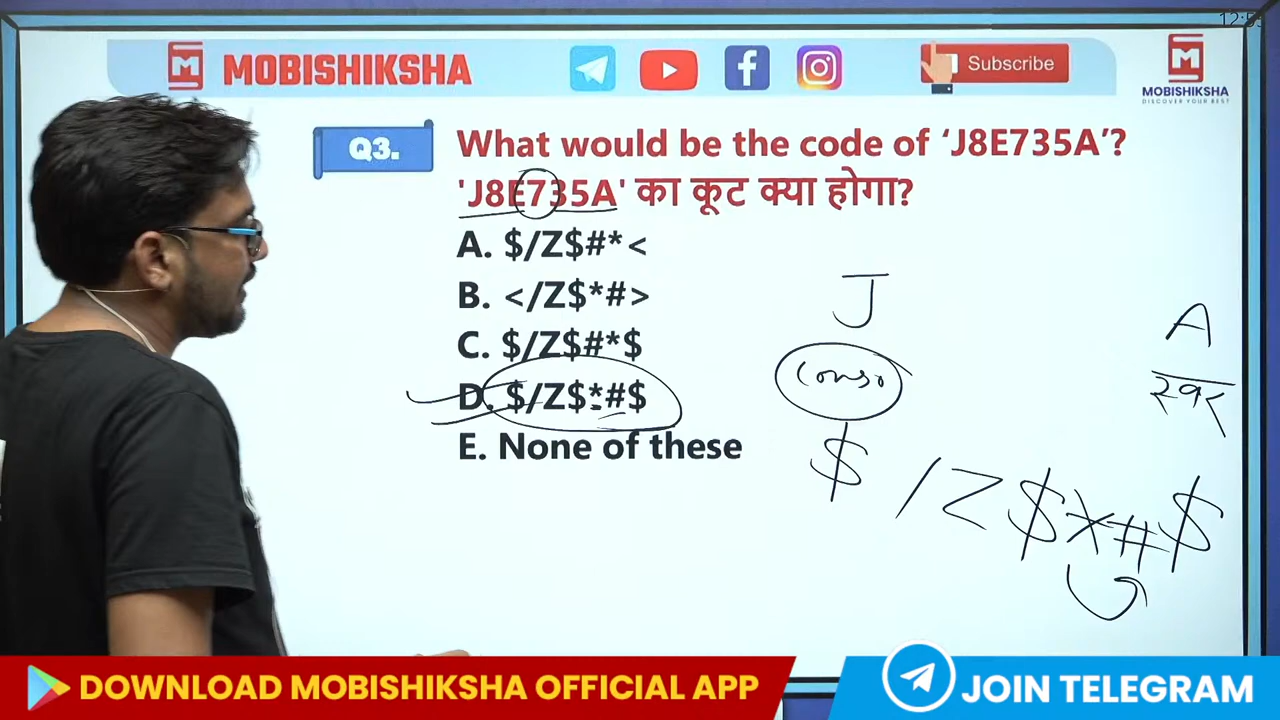 MOBISHIKSHA
Subscribe
MOBISHIKSHA
DISCOVER YOUR BEST
Q3.
What would be the code of ‘J8E735A’?
'J8E735A' का कूट क्या होगा?
A. $/Z$#*<
B. </Z$*#>
C. $/Z$#*$
D. $/Z$*#$
E. None of these
J
A
स्वर
$ / Z $ * # $
DOWNLOAD MOBISHIKSHA OFFICIAL APP
JOIN TELEGRAM